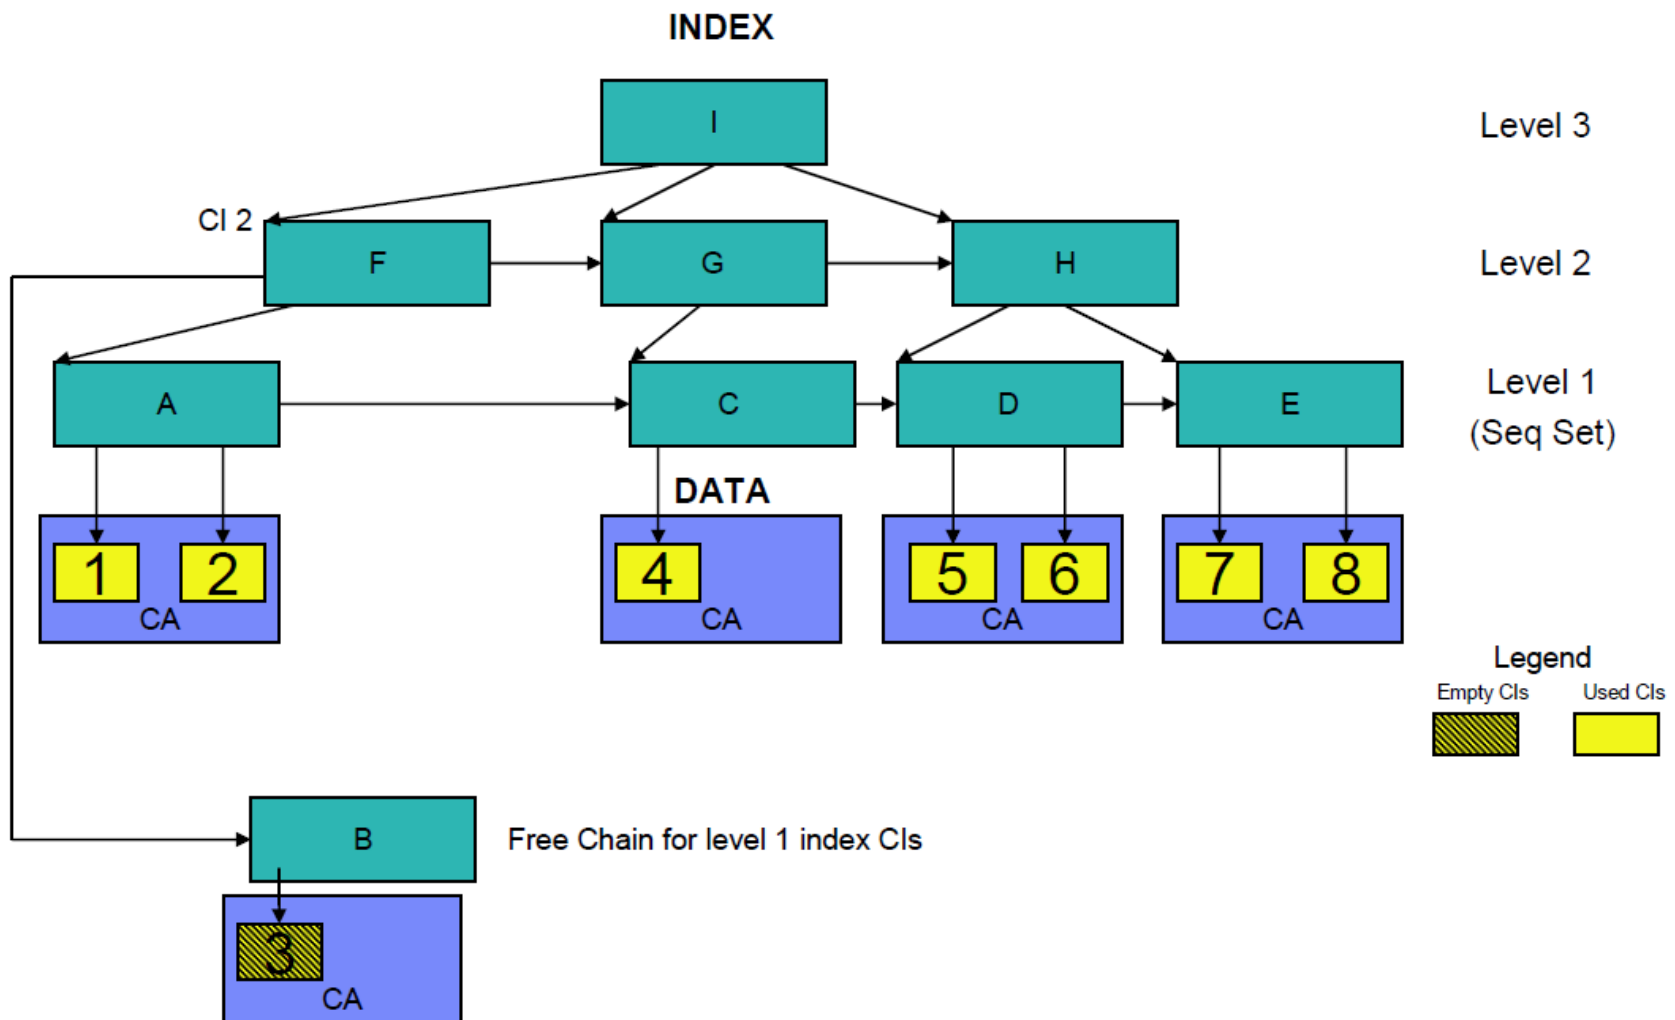 INDEX
I
Level 3
CI 2
F
G
H
Level 2
A
C
D
E
Level 1
(Seq Set)
DATA
1
2
4
5
6
7
8
CA
CA
CA
CA
Legend
Empty CIs
Used CIs
B
Free Chain for level 1 index CIs
3
CA